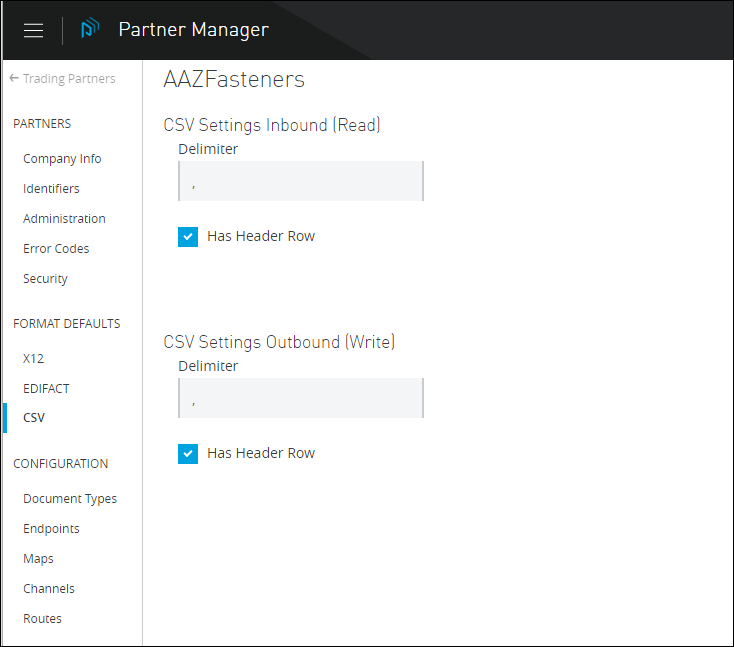 Partner Manager
← Trading Partners
PARTNERS
Company Info
Identifiers
Administration
Error Codes
Security
FORMAT DEFAULTS
X12
EDIFACT
CSV
CONFIGURATION
Document Types
Endpoints
Maps
Channels
Routes
AAZFasteners
CSV Settings Inbound (Read)
Delimiter
,
Has Header Row
CSV Settings Outbound (Write)
Delimiter
,
Has Header Row